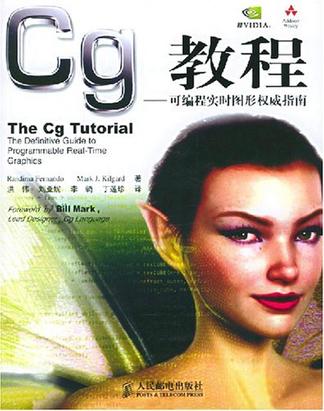 nVIDIA.
Addison
Wesley
Cg 教程
——可编程实时图形权威指南
The Cg Tutorial
The Definitive Guide to
Programmable Real-Time
Graphics
Randima Fernando Mark J. Kilgard 著
洪 伟 刘亚妮 李 骑 丁莲珍 译
Foreword by Bill Mark,
Lead Designer, Cg Language
人民邮电出版社
POSTS & TELECOM PRESS